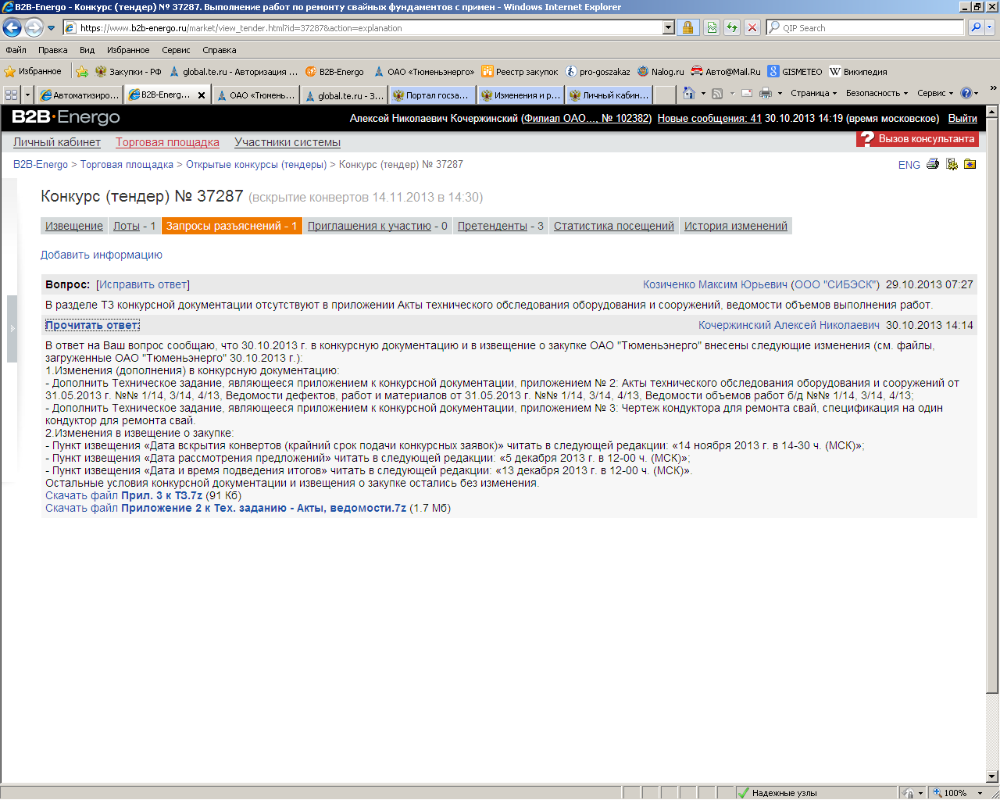 B2B-Energo - Конкурс (тендер) № 37287. Выполнение работ по ремонту свайных фундаментов с примен - Windows Internet Explorer
https://www.b2b-energo.ru/market/view_tender.html?id=37287&action=explanation
QIP Search
Файл Правка Вид Избранное Сервис Справка
Избранное Закупки - РФ global.te.ru - Авторизация ... B2B-Energo ОАО «Тюменьэнерго» Реестр закупок pro-goszakaz Nalog.ru Авто@Mail.Ru GISMETEO Википедия
Автоматизиро... B2B-Energ... ОАО «Тюмень... global.te.ru - З... Портал госза... Изменения и р... Личный кабин... Страница Безопасность Сервис
B2B·Energo Алексей Николаевич Кочержинский (Филиал ОАО..., № 102382) Новые сообщения: 41 30.10.2013 14:19 (время московское) Выйти
Личный кабинет Торговая площадка Участники системы ? Вызов консультанта
B2B-Energo > Торговая площадка > Открытые конкурсы (тендеры) > Конкурс (тендер) № 37287 ENG
Конкурс (тендер) № 37287 (вскрытие конвертов 14.11.2013 в 14:30)
Извещение Лоты - 1 Запросы разъяснений - 1 Приглашения к участию - 0 Претенденты - 3 Статистика посещений История изменений
Добавить информацию
Вопрос: [Исправить ответ] Козиченко Максим Юрьевич (ООО "СИБЭСК") 29.10.2013 07:27
В разделе ТЗ конкурсной документации отсутствуют в приложении Акты технического обследования оборудования и сооружений, ведомости объемов выполнения работ.
Прочитать ответ: Кочержинский Алексей Николаевич 30.10.2013 14:14
В ответ на Ваш вопрос сообщаю, что 30.10.2013 г. в конкурсную документацию и в извещение о закупке ОАО "Тюменьэнерго" внесены следующие изменения (см. файлы,
загруженные ОАО "Тюменьэнерго" 30.10.2013 г.):
1.Изменения (дополнения) в конкурсную документацию:
- Дополнить Техническое задание, являющееся приложением к конкурсной документации, приложением № 2: Акты технического обследования оборудования и сооружений от
31.05.2013 г. №№ 1/14, 3/14, 4/13, Ведомости дефектов, работ и материалов от 31.05.2013 г. №№ 1/14, 3/14, 4/13, Ведомости объемов работ б/д №№ 1/14, 3/14, 4/13;
- Дополнить Техническое задание, являющееся приложением к конкурсной документации, приложением № 3: Чертеж кондуктора для ремонта свай, спецификация на один
кондуктор для ремонта свай.
2.Изменения в извещение о закупке:
- Пункт извещения «Дата вскрытия конвертов (крайний срок подачи конкурсных заявок)» читать в следующей редакции: «14 ноября 2013 г. в 14-30 ч. (МСК)»;
- Пункт извещения «Дата рассмотрения предложений» читать в следующей редакции: «5 декабря 2013 г. в 12-00 ч. (МСК)»;
- Пункт извещения «Дата и время подведения итогов» читать в следующей редакции: «13 декабря 2013 г. в 12-00 ч. (МСК)».
Остальные условия конкурсной документации и извещения о закупке остались без изменения.
Скачать файл Прил. 3 к ТЗ.7z (91 Кб)
Скачать файл Приложение 2 к Тех. заданию - Акты, ведомости.7z (1.7 Мб)
Надежные узлы 100%